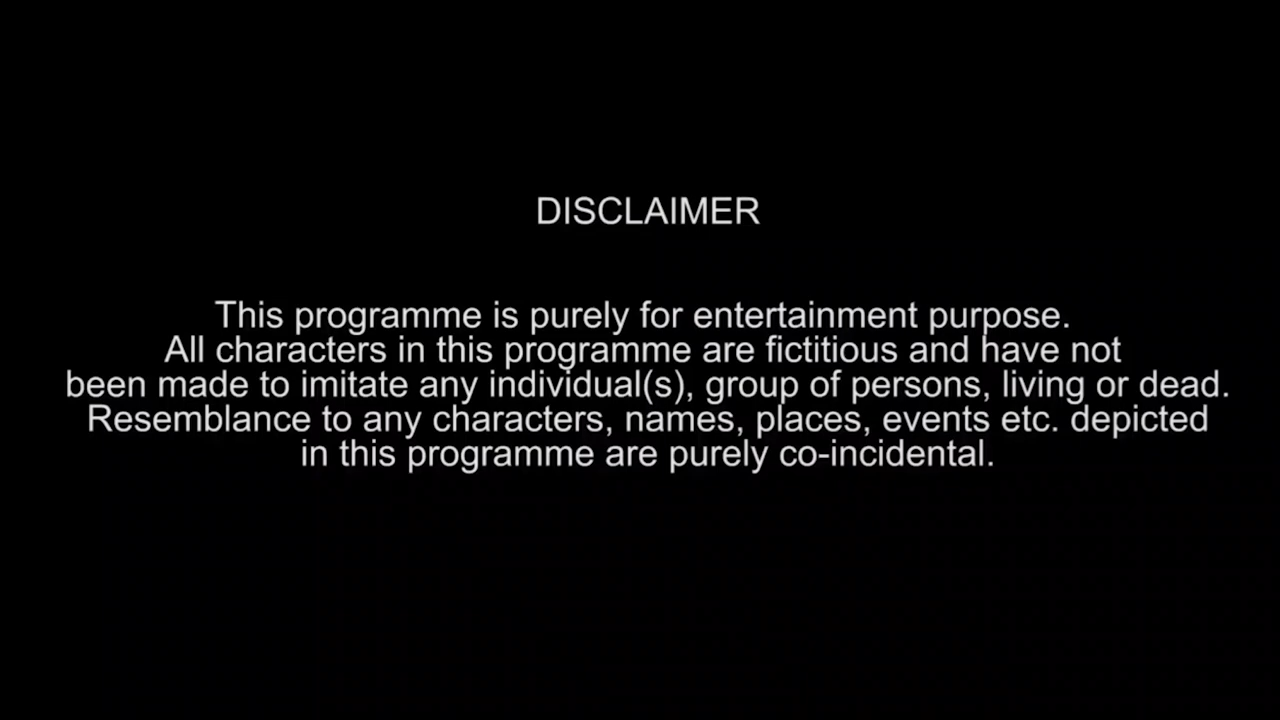 DISCLAIMER
This programme is purely for entertainment purpose.
All characters in this programme are fictitious and have not
been made to imitate any individual(s), group of persons, living or dead.
Resemblance to any characters, names, places, events etc. depicted
in this programme are purely co-incidental.